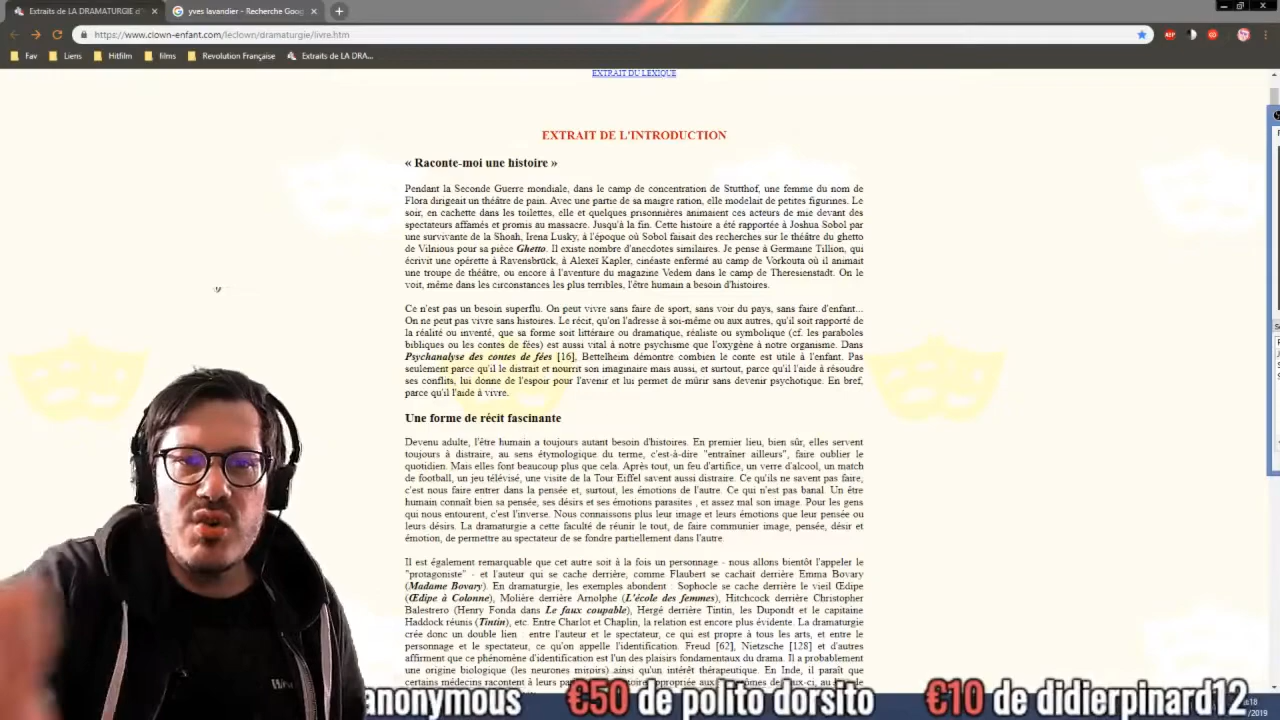 Extraits de LA DRAMATURGIE d
yves lavandier - Recherche Goog
https://www.clown-enfant.com/leclown/dramaturgie/livre.htm
Fav Liens Hitfilm films Revolution Française Extraits de LA DRA...
EXTRAIT DU LEXIQUE
EXTRAIT DE L'INTRODUCTION
« Raconte-moi une histoire »
Pendant la Seconde Guerre mondiale, dans le camp de concentration de Stutthof, une femme du nom de
Flora dirigeait un théâtre de pain. Avec une partie de sa maigre ration, elle modelait de petites figurines. Le
soir, en cachette dans les toilettes, elle et quelques prisonnières animaient ces acteurs de mie devant des
spectateurs affamés et promis au massacre. Jusqu'à la fin. Cette histoire a été rapportée à Joshua Sobol par
une survivante de la Shoah, Irena Lusky, à l'époque où Sobol faisait des recherches sur le théâtre du ghetto
de Vilnious pour sa pièce Ghetto. Il existe nombre d'anecdotes similaires. Je pense à Germaine Tillion, qui
écrivit une opérette à Ravensbrück, à Alexeï Kapler, cinéaste enfermé au camp de Vorkouta où il animait
une troupe de théâtre, ou encore à l'aventure du magazine Vedem dans le camp de Theresienstadt. On le
voit, même dans les circonstances les plus terribles, l'être humain a besoin d'histoires.
Ce n'est pas un besoin superflu. On peut vivre sans faire de sport, sans voir du pays, sans faire d'enfant...
On ne peut pas vivre sans histoires. Le récit, qu'on l'adresse à soi-même ou aux autres, qu'il soit rapporté de
la réalité ou inventé, que sa forme soit littéraire ou dramatique, réaliste ou symbolique (cf. les paraboles
bibliques ou les contes de fées) est aussi vital à notre psychisme que l'oxygène à notre organisme. Dans
Psychanalyse des contes de fées [16], Bettelheim démontre combien le conte est utile à l'enfant. Pas
seulement parce qu'il le distrait et nourrit son imaginaire mais aussi, et surtout, parce qu'il l'aide à résoudre
ses conflits, lui donne de l'espoir pour l'avenir et lui permet de mûrir sans devenir psychotique. En bref,
parce qu'il l'aide à vivre.
Une forme de récit fascinante
Devenu adulte, l'être humain a toujours autant besoin d'histoires. En premier lieu, bien sûr, elles servent
toujours à distraire, au sens étymologique du terme, c'est-à-dire "entraîner ailleurs", faire oublier le
quotidien. Mais elles font beaucoup plus que cela. Après tout, un feu d'artifice, un verre d'alcool, un match
de football, un jeu télévisé, une visite de la Tour Eiffel savent aussi distraire. Ce qu'ils ne savent pas faire,
c'est nous faire entrer dans la pensée et, surtout, les émotions de l'autre. Ce qui n'est pas banal. Un être
humain connaît bien sa pensée, ses désirs et ses émotions parasites , et assez mal son image. Pour les gens
qui nous entourent, c'est l'inverse. Nous connaissons plus leur image et leurs émotions que leur pensée ou
leurs désirs. La dramaturgie a cette faculté de réunir le tout, de faire communier image, pensée, désir et
émotion, de permettre au spectateur de se fondre partiellement dans l'autre.
Il est également remarquable que cet autre soit à la fois un personnage - nous allons bientôt l'appeler le
"protagoniste" - et l'auteur qui se cache derrière, comme Flaubert se cachait derrière Emma Bovary
(Madame Bovary). En dramaturgie, les exemples abondent : Sophocle se cache derrière le vieil Œdipe
(Œdipe à Colonne), Molière derrière Arnolphe (L'école des femmes), Hitchcock derrière Christopher
Balestrero (Henry Fonda dans Le faux coupable), Hergé derrière Tintin, les Dupondt et le capitaine
Haddock réunis (Tintin), etc. Entre Charlot et Chaplin, la relation est encore plus évidente. La dramaturgie
crée donc un double lien : entre l'auteur et le spectateur, ce qui est propre à tous les arts, et entre le
personnage et le spectateur, ce qu'on appelle l'identification. Freud [62], Nietzsche [128] et d'autres
affirment que ce phénomène d'identification est l'un des plaisirs fondamentaux du drama. Il a probablement
une origine biologique (les neurones miroirs) ainsi qu'un intérêt thérapeutique. En Inde, il paraît que
certains médecins racontent à leurs
anonymous €50 de polito dorsito €10 de didierpinard12